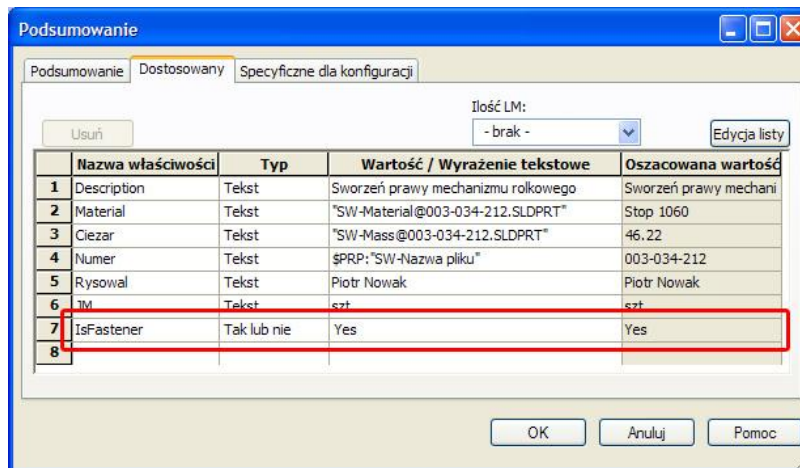 Podsumowanie
Podsumowanie Dostosowany Specyficzne dla konfiguracji
Ilość LM:
Usuń - brak - Edycja listy
Nazwa właściwości Typ Wartość / Wyrażenie tekstowe Oszacowana wartość
1 Description Tekst Sworzeń prawy mechanizmu rolkowego Sworzeń prawy mechani
2 Material Tekst "SW-Material@003-034-212.SLDPRT" Stop 1060
3 Ciezar Tekst "SW-Mass@003-034-212.SLDPRT" 46.22
4 Numer Tekst $PRP:"SW-Nazwa pliku" 003-034-212
5 Rysowal Tekst Piotr Nowak Piotr Nowak
6 JM Tekst szt szt
7 IsFastener Tak lub nie Yes Yes
8
OK Anuluj Pomoc